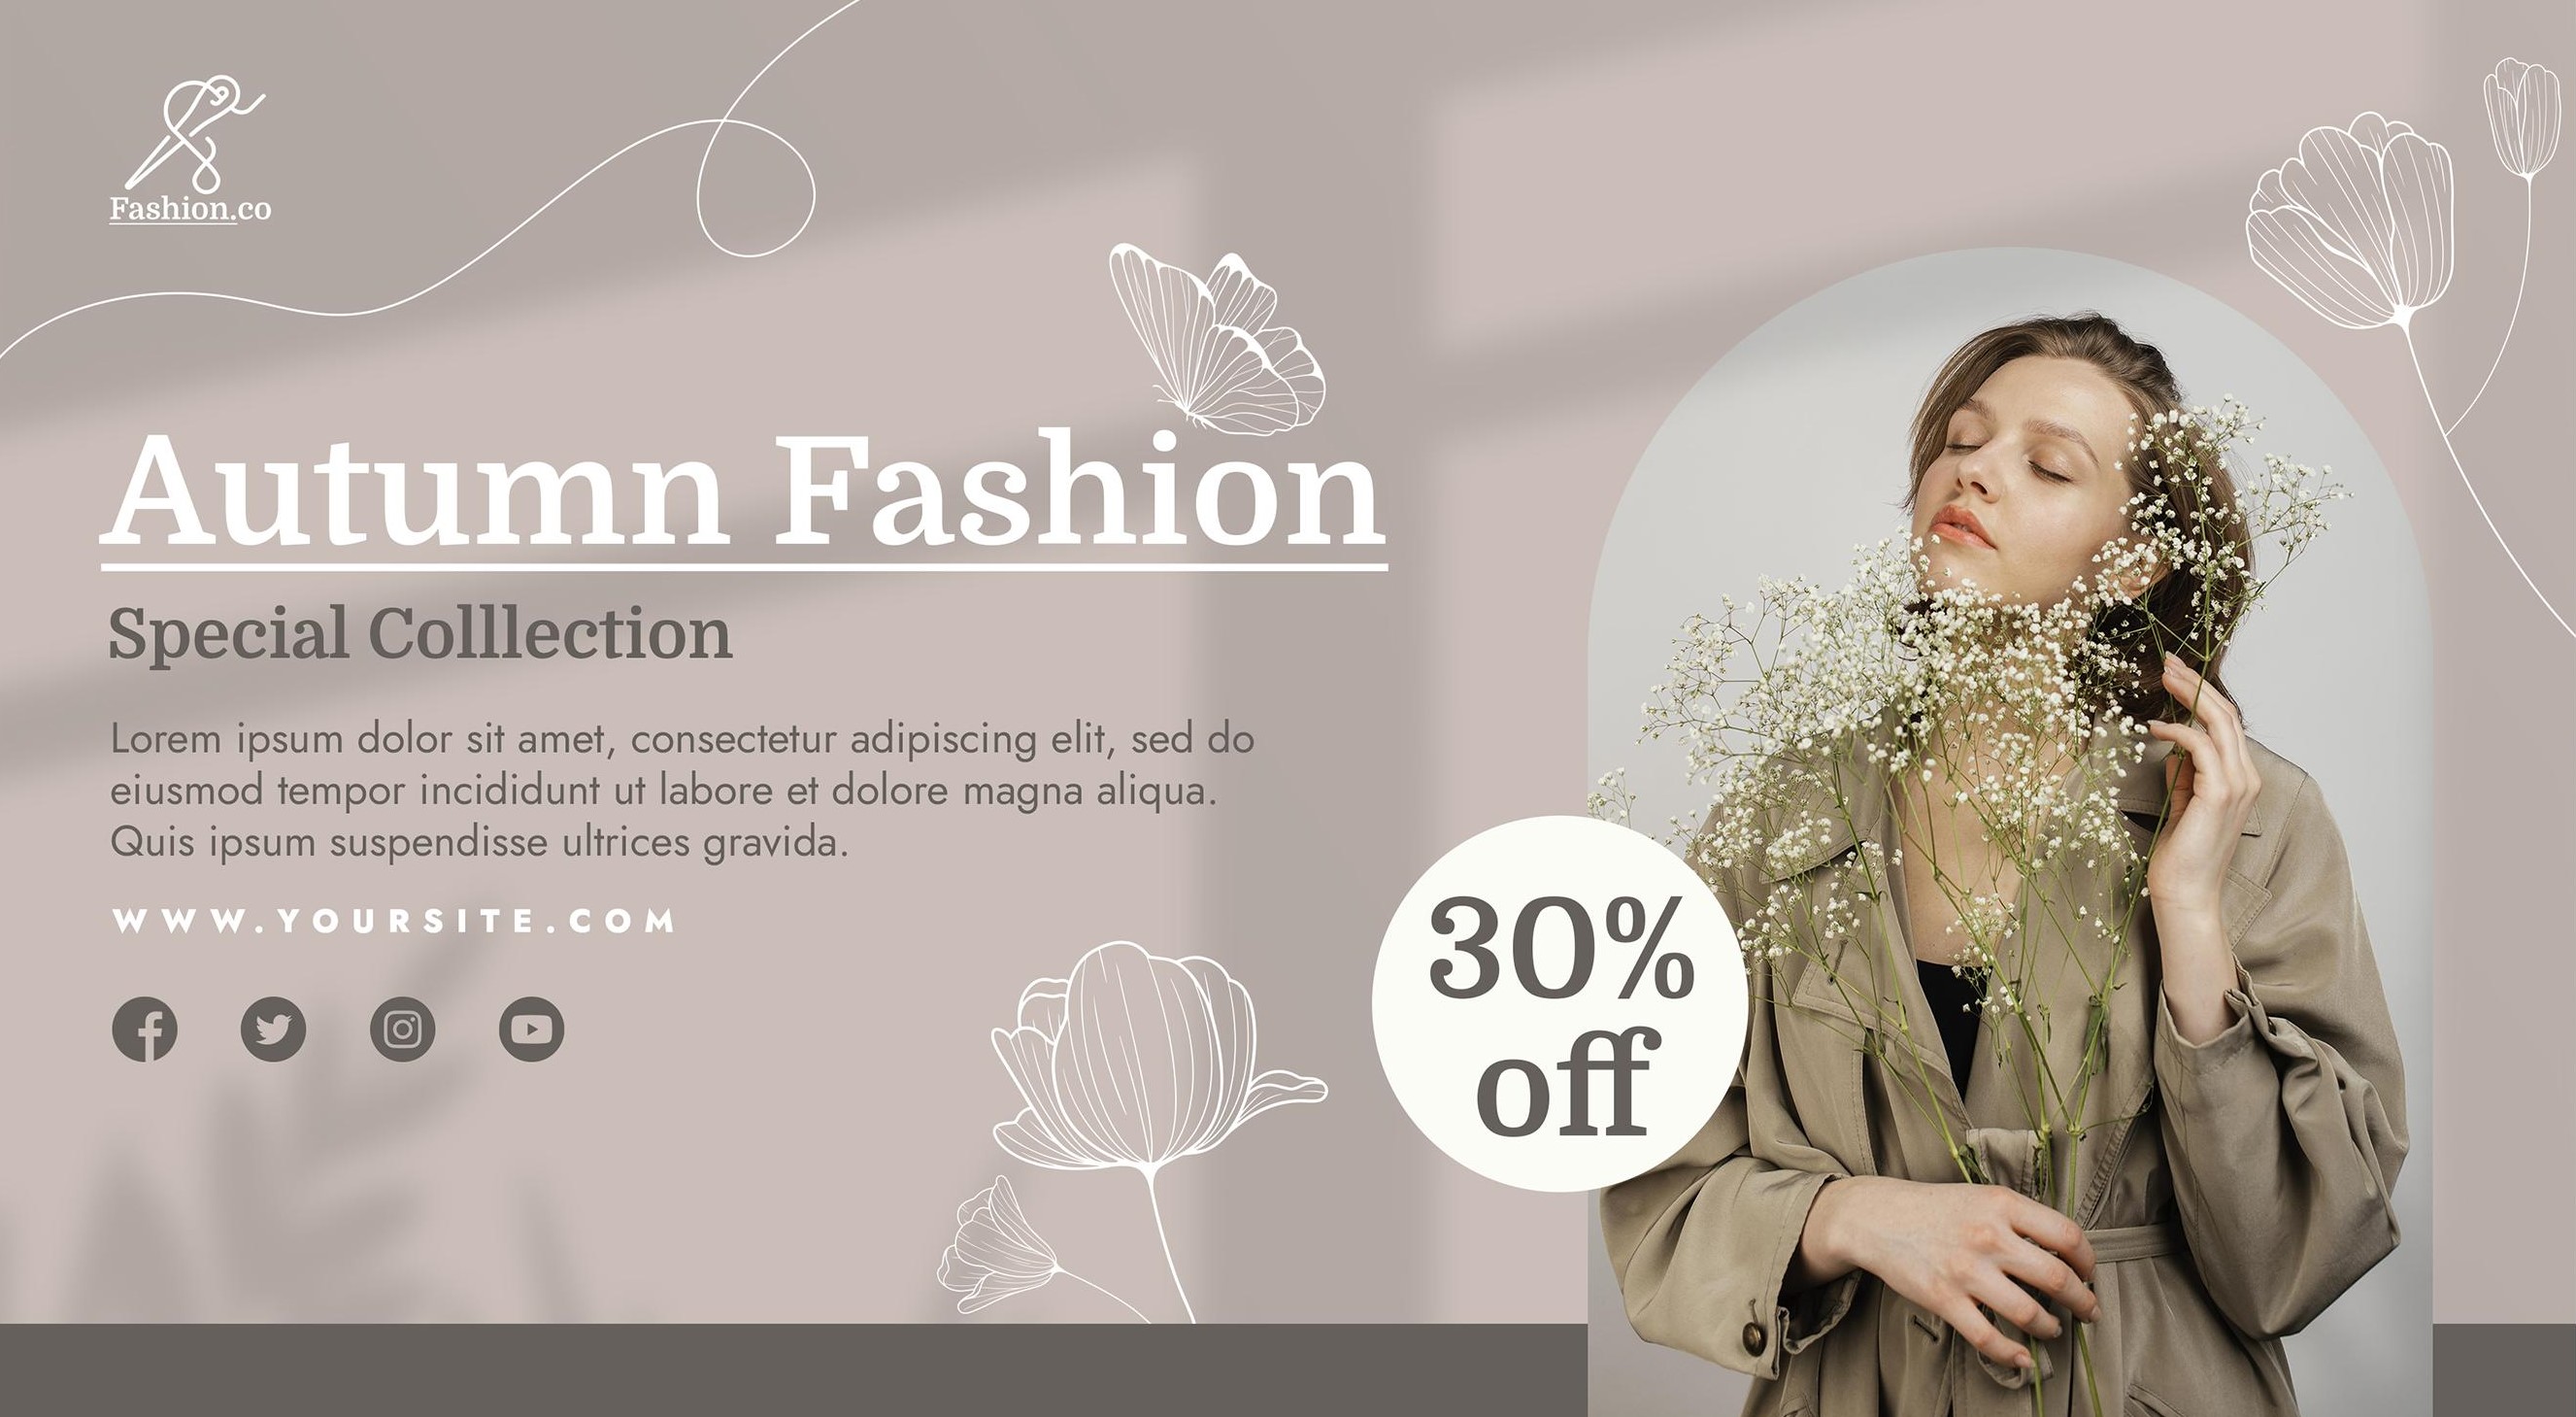 Fashion.co
Autumn Fashion
Special Colllection
Lorem ipsum dolor sit amet, consectetur adipiscing elit, sed do
eiusmod tempor incididunt ut labore et dolore magna aliqua.
Quis ipsum suspendisse ultrices gravida.
WWW.YOURSITE.COM
30%
off